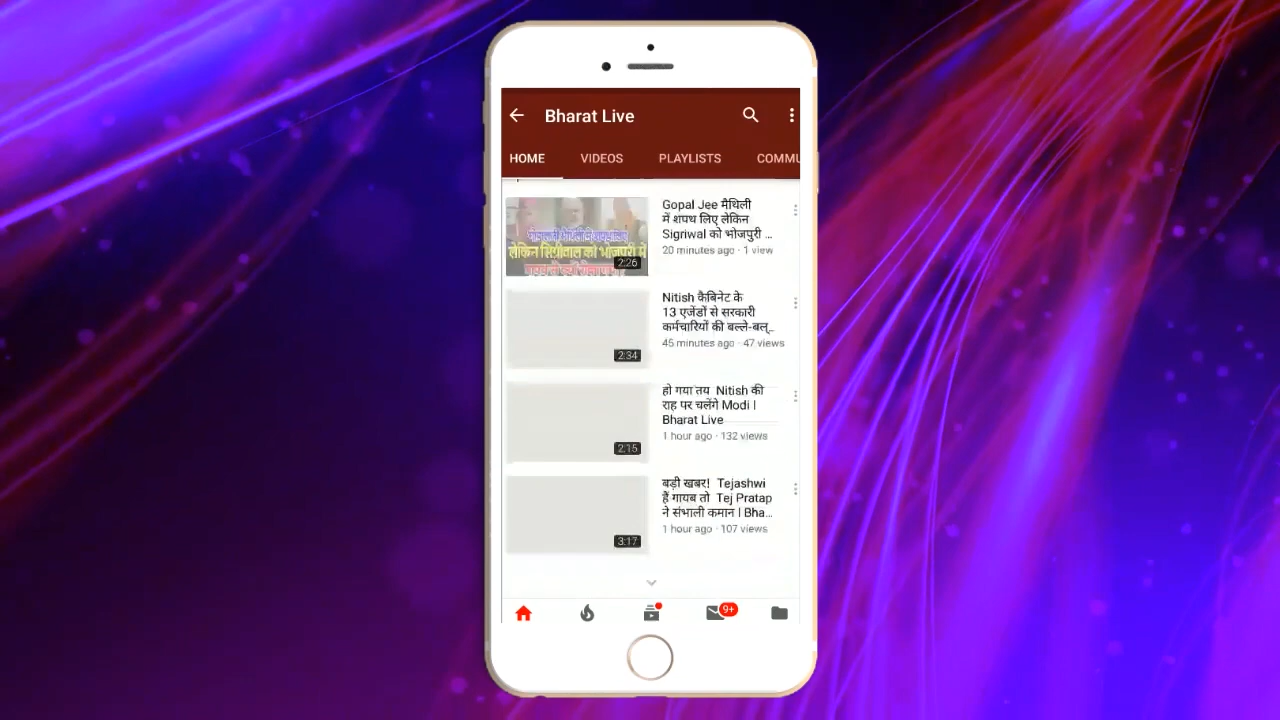 Bharat Live
HOME VIDEOS PLAYLISTS COMMU
Gopal Jee मैथिली
में शपथ लिए लेकिन
Sigriwal को भोजपुरी ...
20 minutes ago · 1 view
लेकिन सिग्रीवाल को भोजपुरी में
2:26
Nitish कैबिनेट के
13 एजेंडों से सरकारी
कर्मचारियों की बल्ले-बल्...
45 minutes ago · 47 views
2:34
हो गया तय Nitish की
राह पर चलेंगे Modi |
Bharat Live
1 hour ago · 132 views
2:15
बड़ी खबर! Tejashwi
हैं गायब तो Tej Pratap
ने संभाली कमान | Bha...
1 hour ago · 107 views
3:17
9+